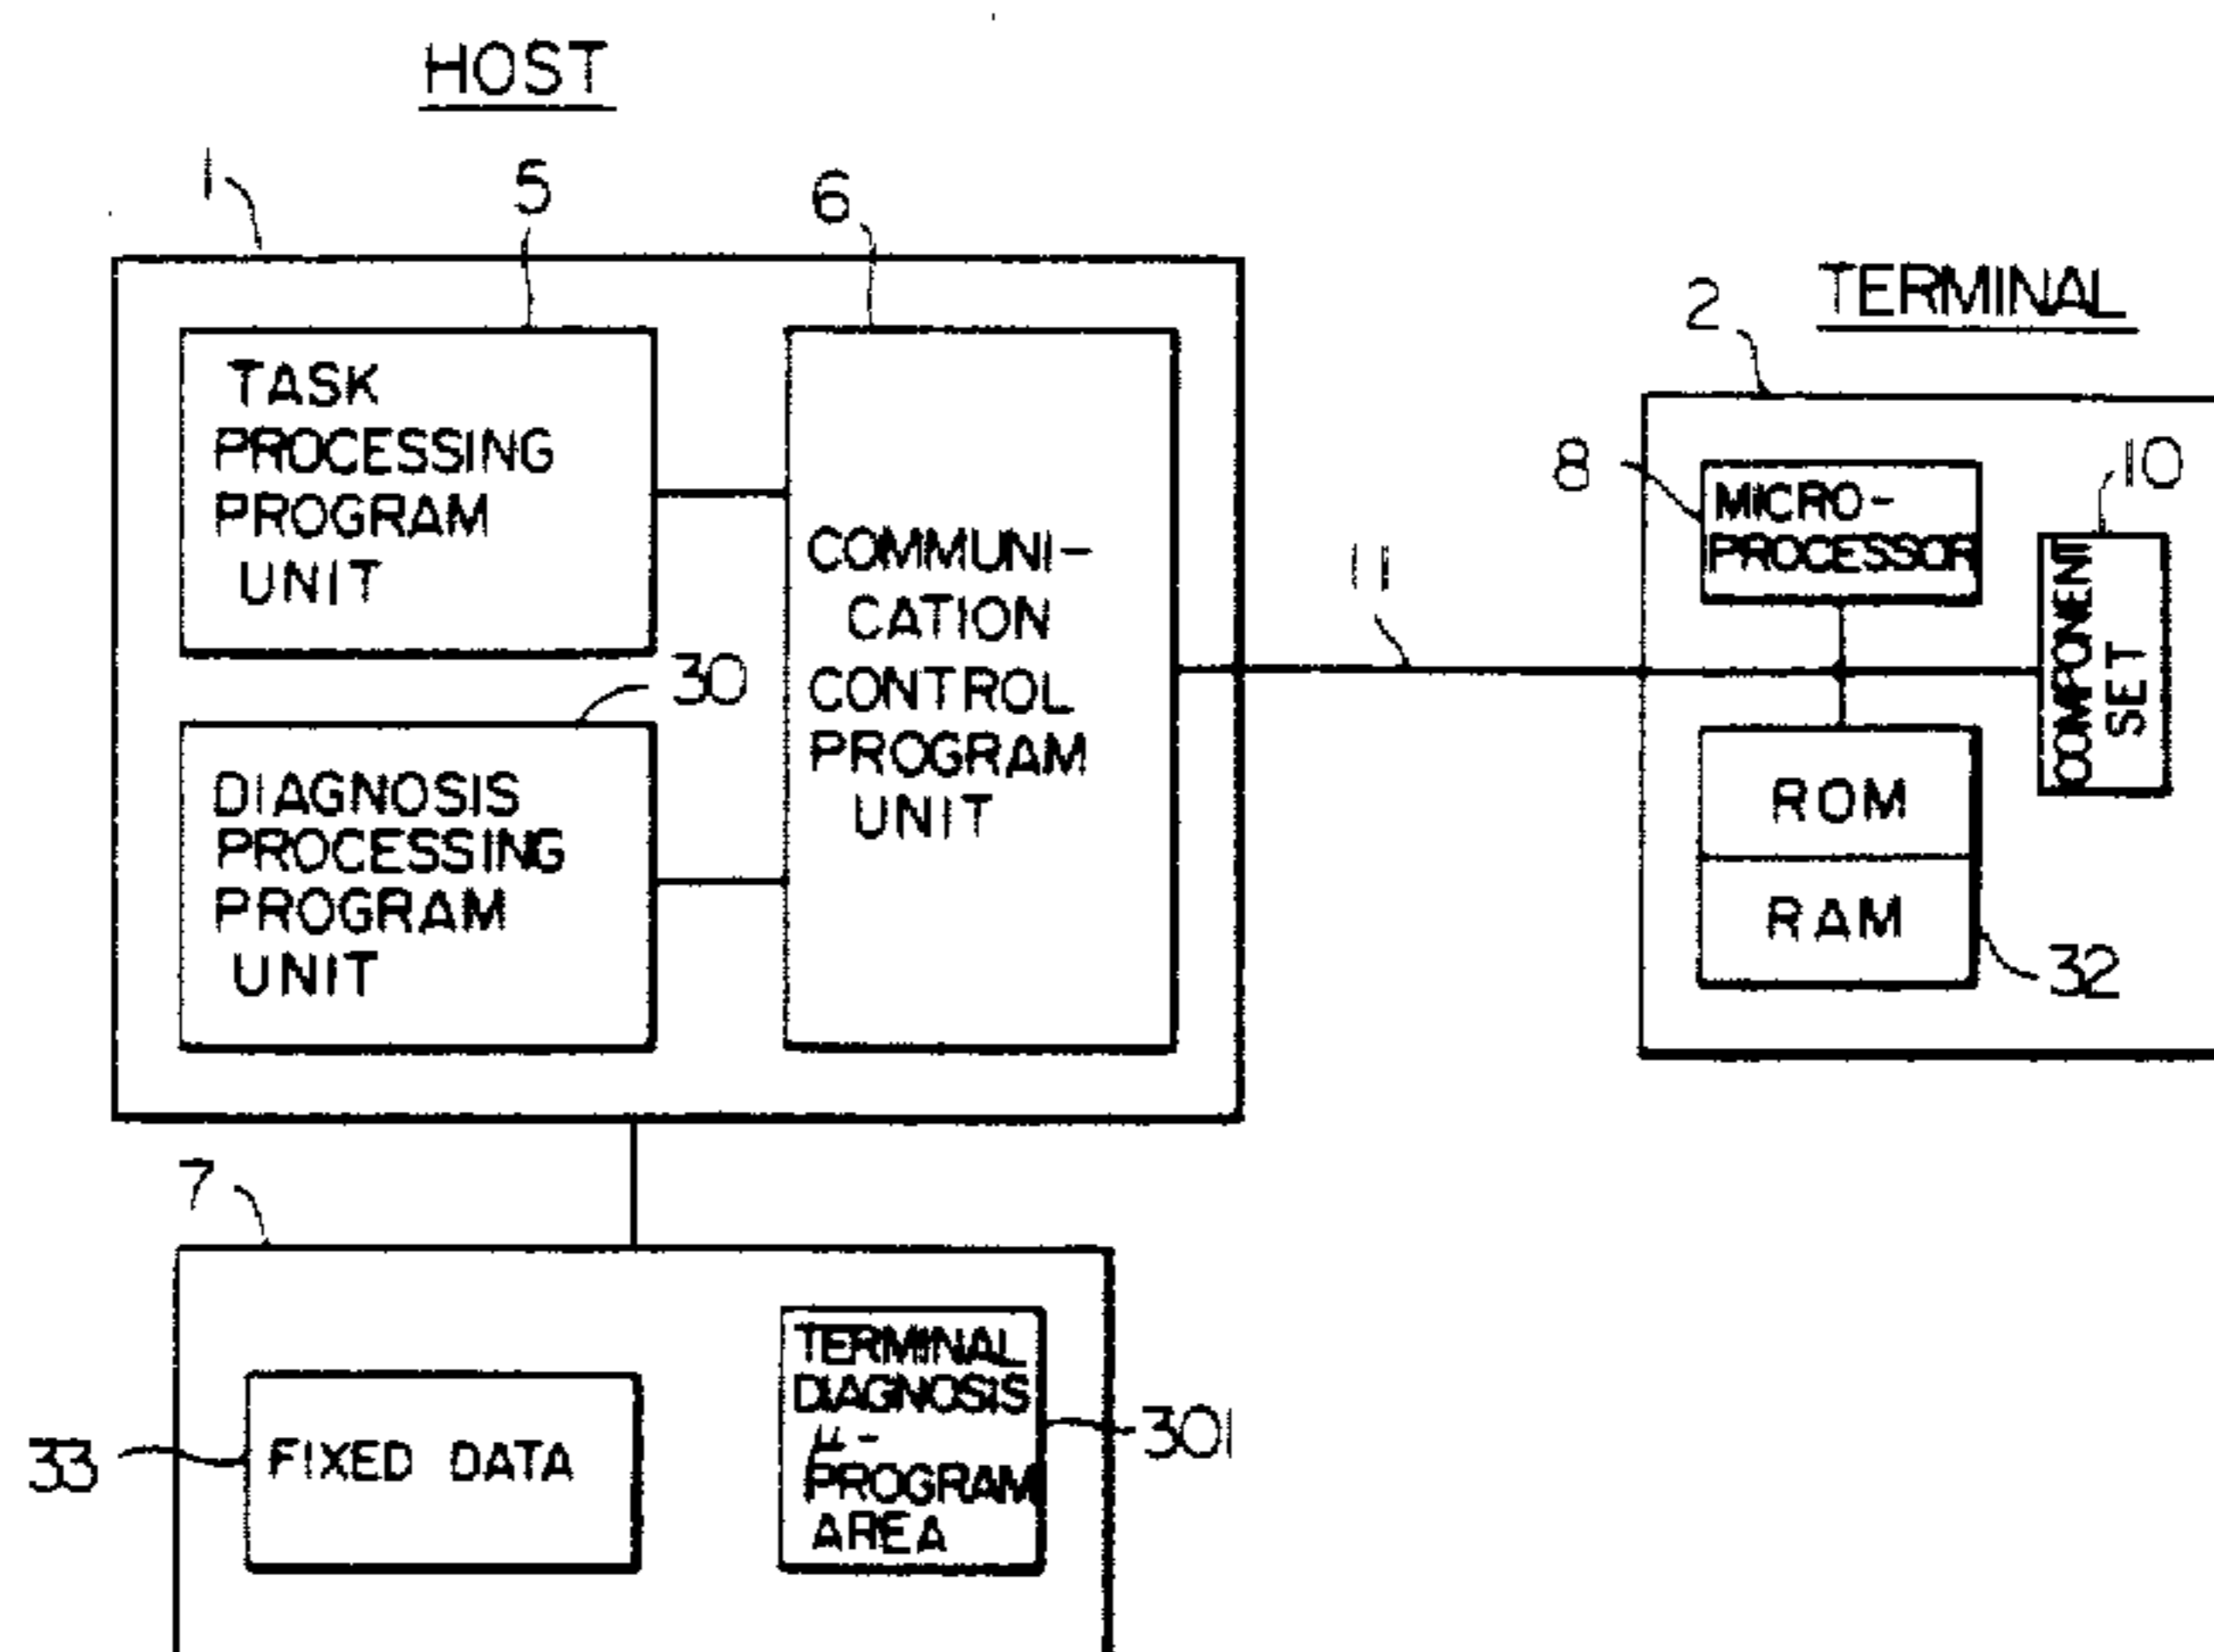 HOST
1
5
6
TASK
PROCESSING
PROGRAM
UNIT
30
DIAGNOSIS
PROCESSING
PROGRAM
UNIT
COMMUNI-
CATION
CONTROL
PROGRAM
UNIT
11
2
TERMINAL
8
MICRO-
PROCESSOR
10
COMPONENT
SET
ROM
RAM
32
7
33
FIXED DATA
TERMINAL
DIAGNOSIS
μ-
PROGRAM
AREA
301